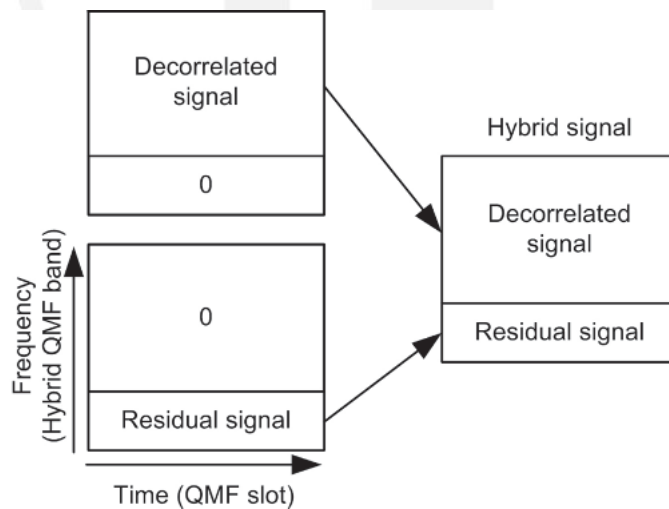 Decorrelated
signal
0
Hybrid signal
Decorrelated
signal
Residual signal
0
Residual signal
Frequency
(Hybrid QMF band)
Time (QMF slot)